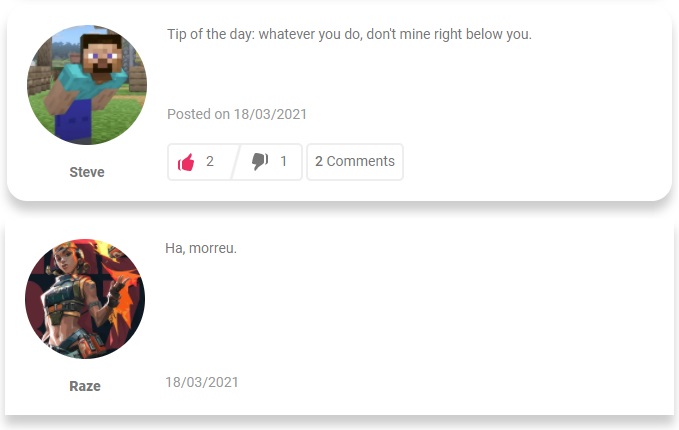 Tip of the day: whatever you do, don't mine right below you.
Posted on 18/03/2021
2
1
2 Comments
Steve
Ha, morreu.
18/03/2021
Raze